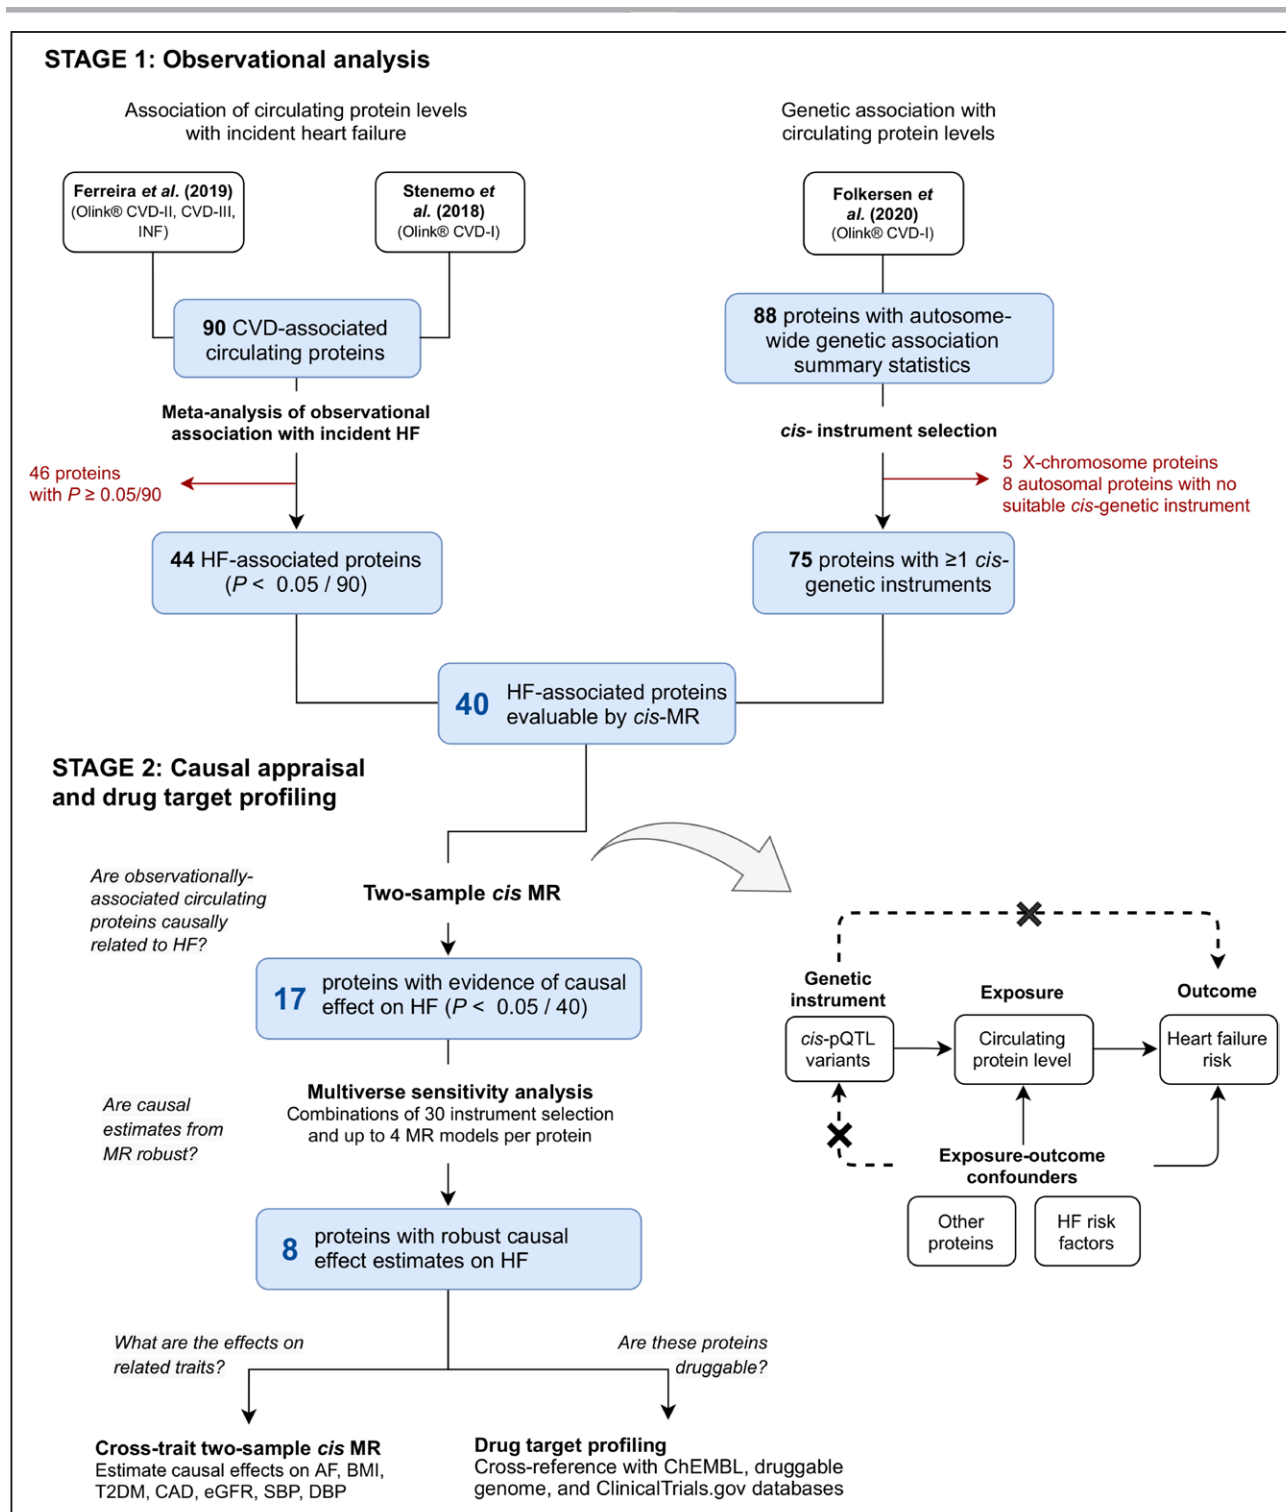 STAGE 1: Observational analysis
Association of circulating protein levels
with incident heart failure
Genetic association with
circulating protein levels
Ferreira et al. (2019)
(Olink® CVD-II, CVD-III,
INF)
Stenemo et
al. (2018)
(Olink® CVD-I)
Folkersen et
al. (2020)
(Olink® CVD-I)
90 CVD-associated
circulating proteins
88 proteins with autosome-
wide genetic association
summary statistics
Meta-analysis of observational
association with incident HF
cis- instrument selection
46 proteins
with P ≥ 0.05/90
5 X-chromosome proteins
8 autosomal proteins with no
suitable cis-genetic instrument
44 HF-associated proteins
(P < 0.05 / 90)
75 proteins with ≥1 cis-
genetic instruments
40 HF-associated proteins
evaluable by cis-MR
STAGE 2: Causal appraisal
and drug target profiling
Are observationally-
associated circulating
proteins causally
related to HF?
Two-sample cis MR
17 proteins with evidence of causal
effect on HF (P < 0.05 / 40)
Genetic
instrument
Exposure
Outcome
cis-pQTL
variants
Circulating
protein level
Heart failure
risk
Are causal
estimates from
MR robust?
Multiverse sensitivity analysis
Combinations of 30 instrument selection
and up to 4 MR models per protein
Exposure-outcome
confounders
Other
proteins
HF risk
factors
8 proteins with robust causal
effect estimates on HF
What are the effects on
related traits?
Are these proteins
druggable?
Cross-trait two-sample cis MR
Estimate causal effects on AF, BMI,
T2DM, CAD, eGFR, SBP, DBP
Drug target profiling
Cross-reference with ChEMBL, druggable
genome, and ClinicalTrials.gov databases